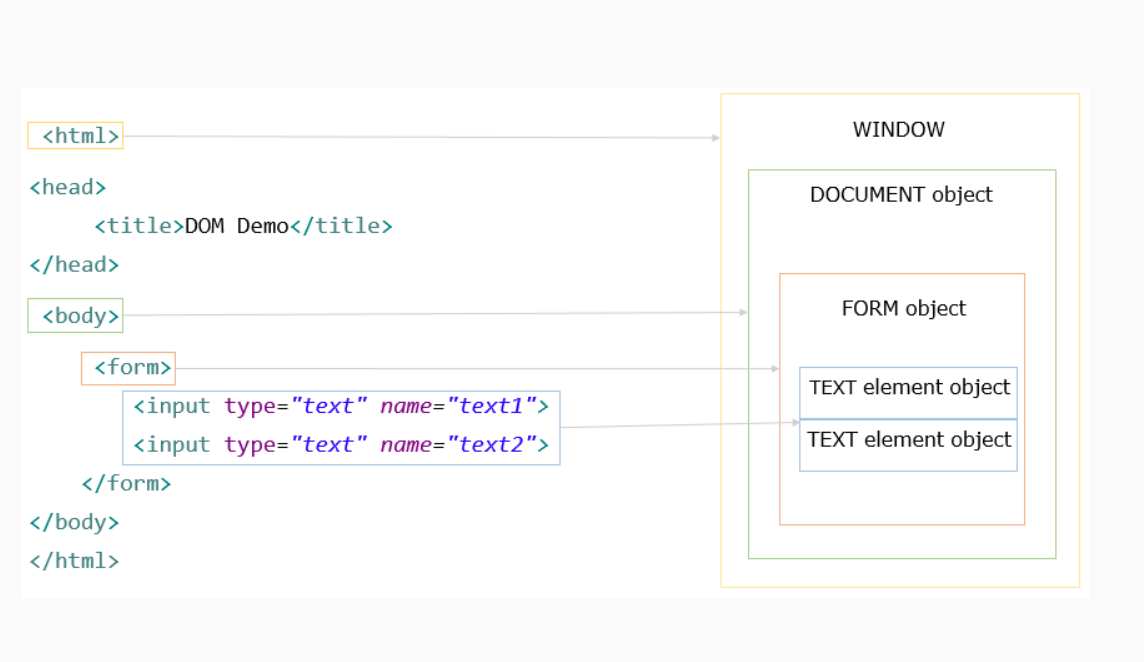 <html>
<head>
<title>DOM Demo</title>
</head>
<body>
<form>
<input type="text" name="text1">
<input type="text" name="text2">
</form>
</body>
</html>
WINDOW
DOCUMENT object
FORM object
TEXT element object
TEXT element object